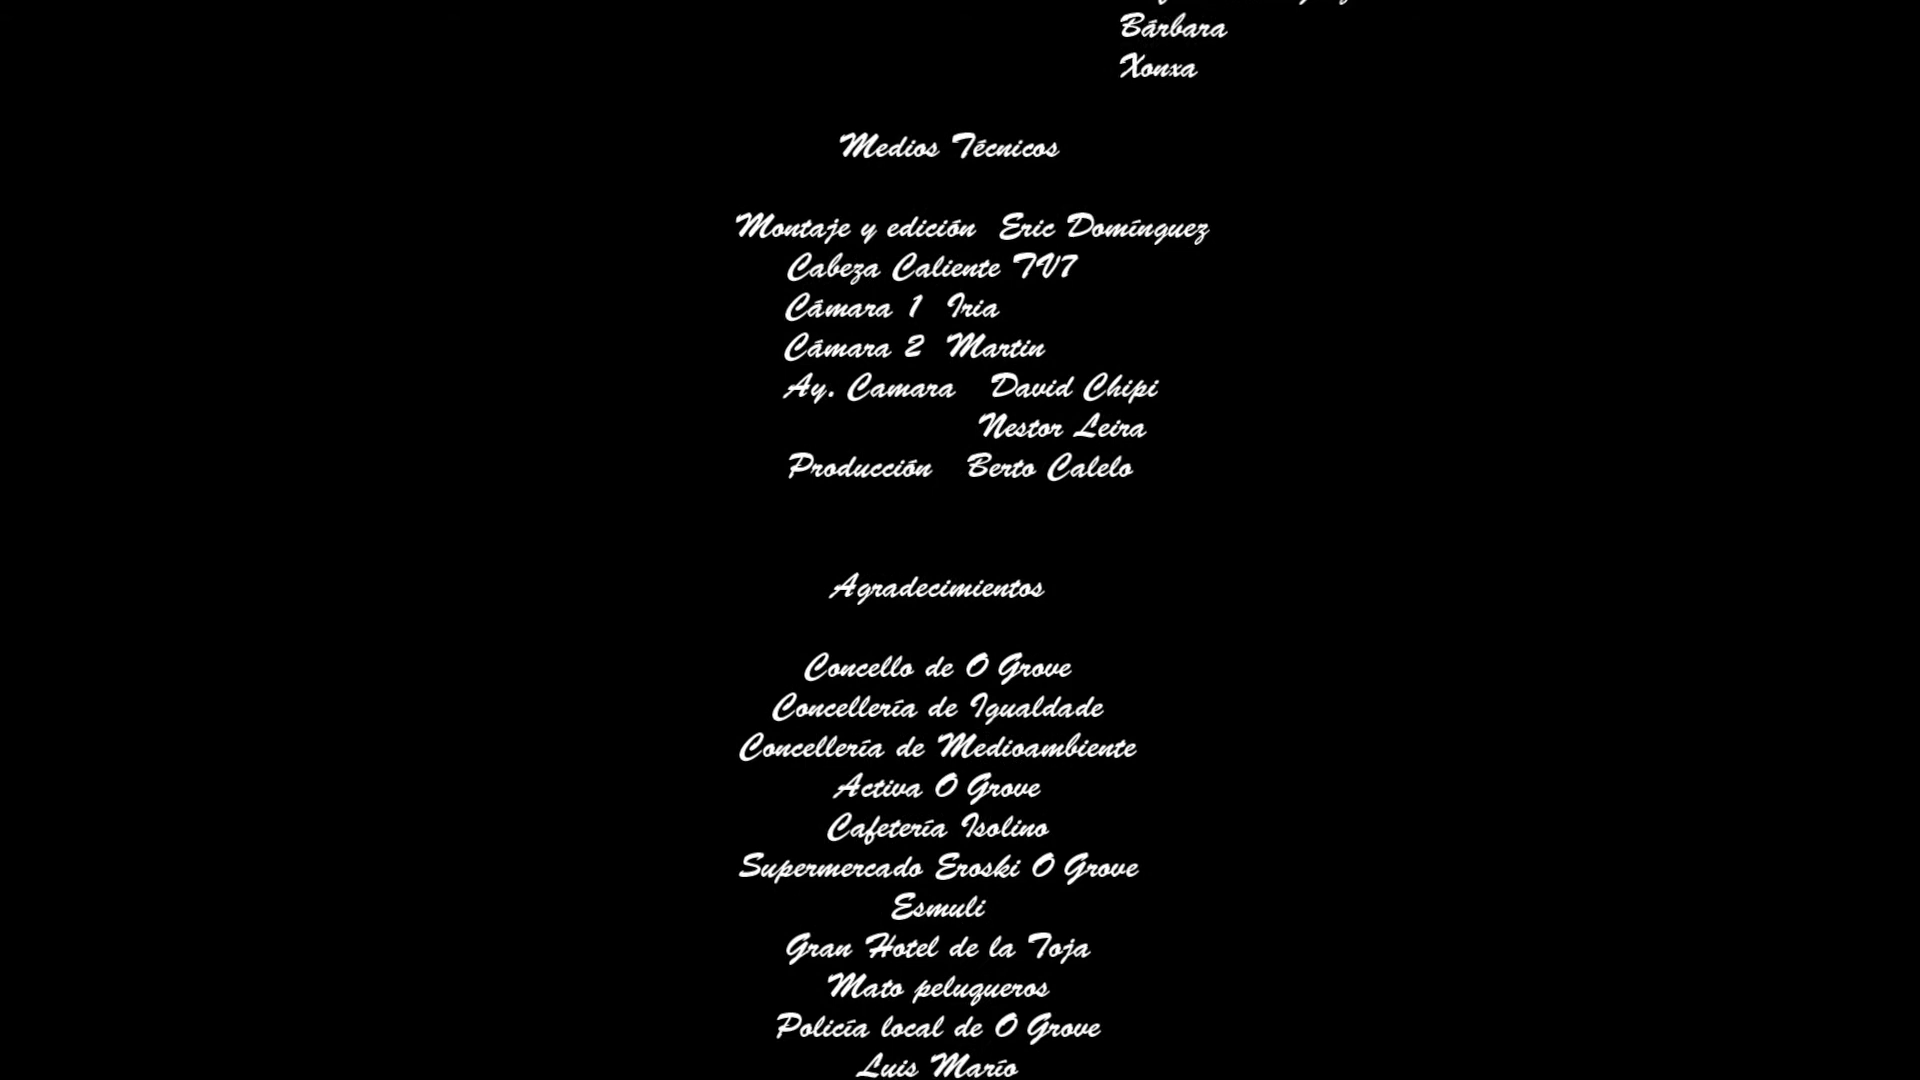 Bárbara
Xonxa
Medios Técnicos
Montaje y edición Eric Domínguez
Cabeza Caliente TV7
Cámara 1 Iria
Cámara 2 Martin
Ay. Camara David Chipi
Nestor Leira
Producción Berto Calelo
Agradecimientos
Concello de O Grove
Concellería de Igualdade
Concellería de Medioambiente
Activa O Grove
Cafetería Isolino
Supermercado Eroski O Grove
Esmuli
Gran Hotel de la Toja
Mato peluqueros
Policía local de O Grove
Luis Marío